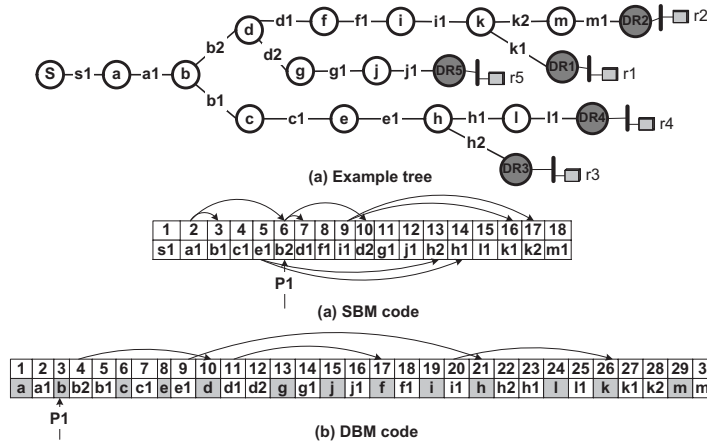 d d1 f f1 i i1 k k2 m m1 DR2 r2
b2 k1
S s1 a a1 b d2 g g1 j j1 DR5 r5 DR1 r1
b1
c c1 e e1 h h1 l l1 DR4 r4
h2
(a) Example tree DR3 r3
1 2 3 4 5 6 7 8 9 10 11 12 13 14 15 16 17 18
s1 a1 b1 c1 e1 b2 d1 f1 i1 d2 g1 j1 h2 h1 l1 k1 k2 m1
P1
(a) SBM code
1 2 3 4 5 6 7 8 9 10 11 12 13 14 15 16 17 18 19 20 21 22 23 24 25 26 27 28 29 3
a a1 b b2 b1 c c1 e e1 d d1 d2 g g1 j j1 f f1 i i1 h h2 h1 l l1 k k1 k2 m m
P1
(b) DBM code